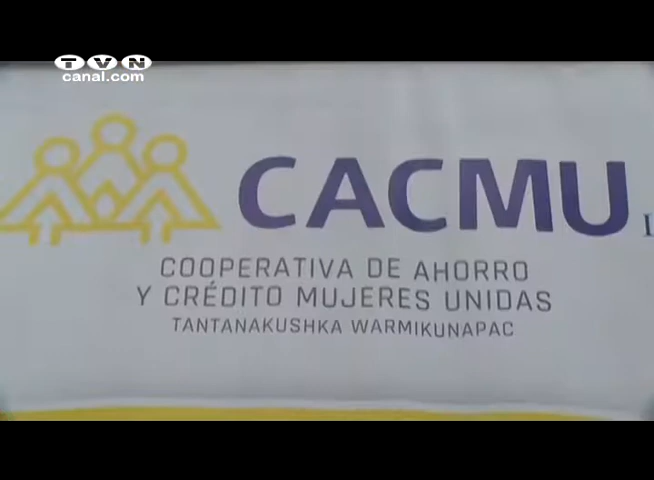 TVN
canal.com
CACMU
COOPERATIVA DE AHORRO
Y CRÉDITO MUJERES UNIDAS
TANTANAKUSHKA WARMIKUNAPAC